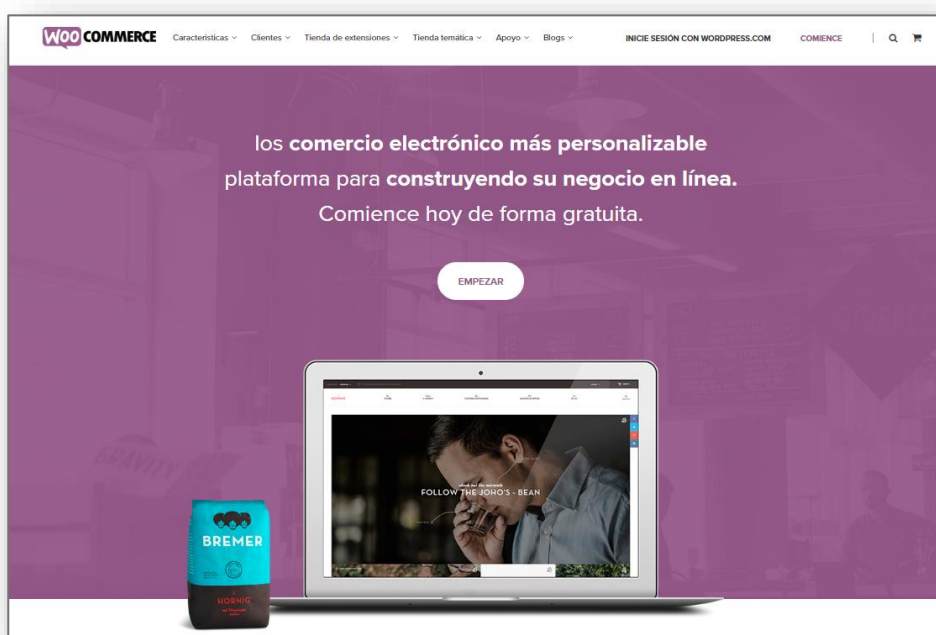 WOO COMMERCE
Características
Clientes
Tienda de extensiones
Tienda temática
Apoyo
Blogs
INICIE SESIÓN CON WORDPRESS.COM
COMIENCE
los comercio electrónico más personalizable
plataforma para construyendo su negocio en línea.
Comience hoy de forma gratuita.
EMPEZAR
GRAVITY
FOLLOW THE JOHO'S - BEAN
BREMER
HORNIG